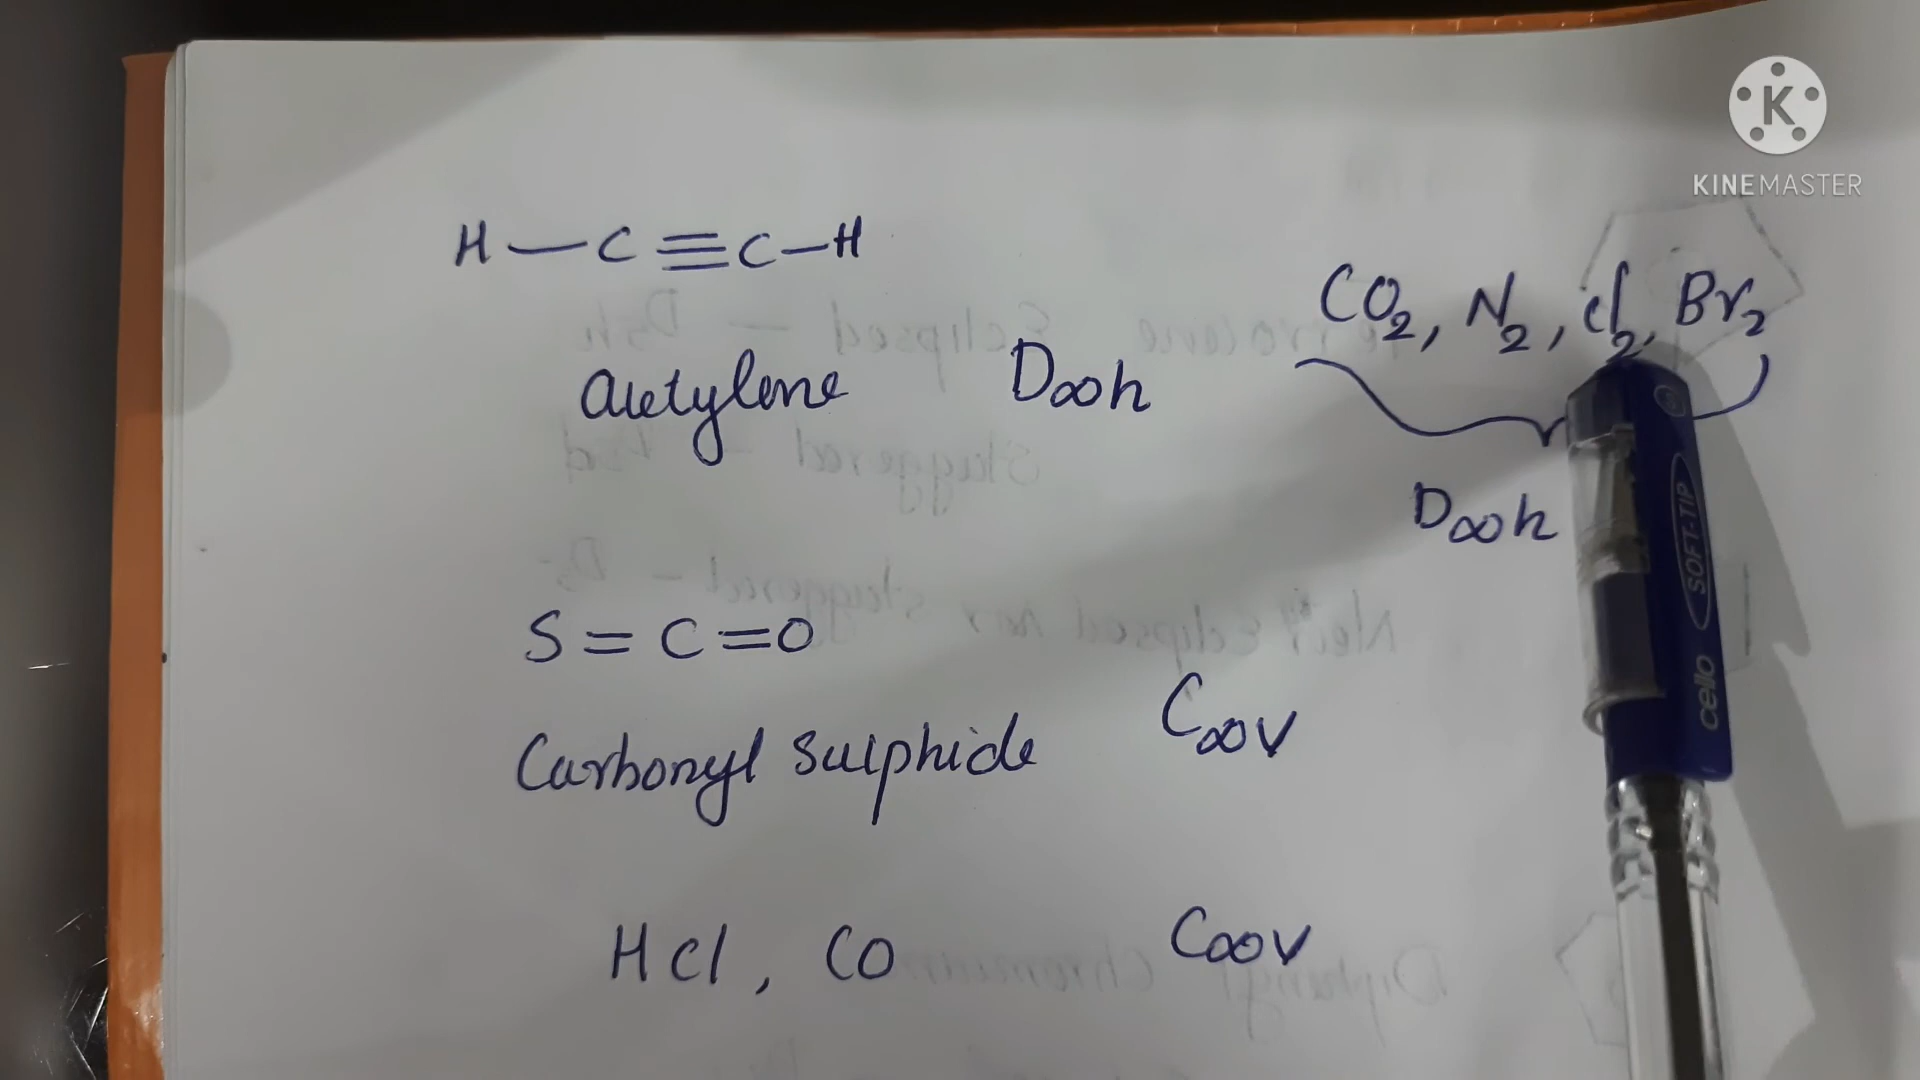 K
KINEMASTER
H — C ≡ C — H
CO2, N2, Cl2, Br2
Acetylene D∞h
D∞h
SOFT-TIP
cello
S = C = O
Carbonyl Sulphide C∞v
HCl, CO C∞v